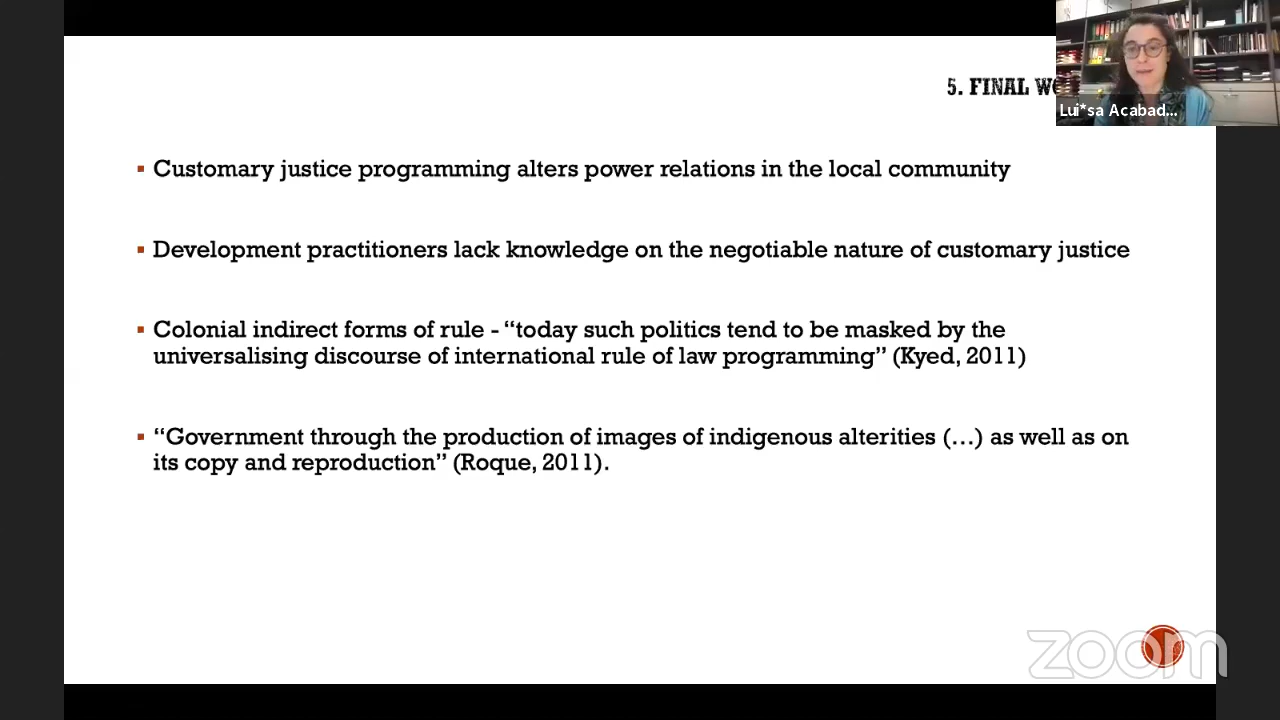 5. FINAL
Lui*sa Acabad...
▪ Customary justice programming alters power relations in the local community
▪ Development practitioners lack knowledge on the negotiable nature of customary justice
▪ Colonial indirect forms of rule - “today such politics tend to be masked by the
universalising discourse of international rule of law programming” (Kyed, 2011)
▪ “Government through the production of images of indigenous alterities (…) as well as on
its copy and reproduction” (Roque, 2011).
zoom